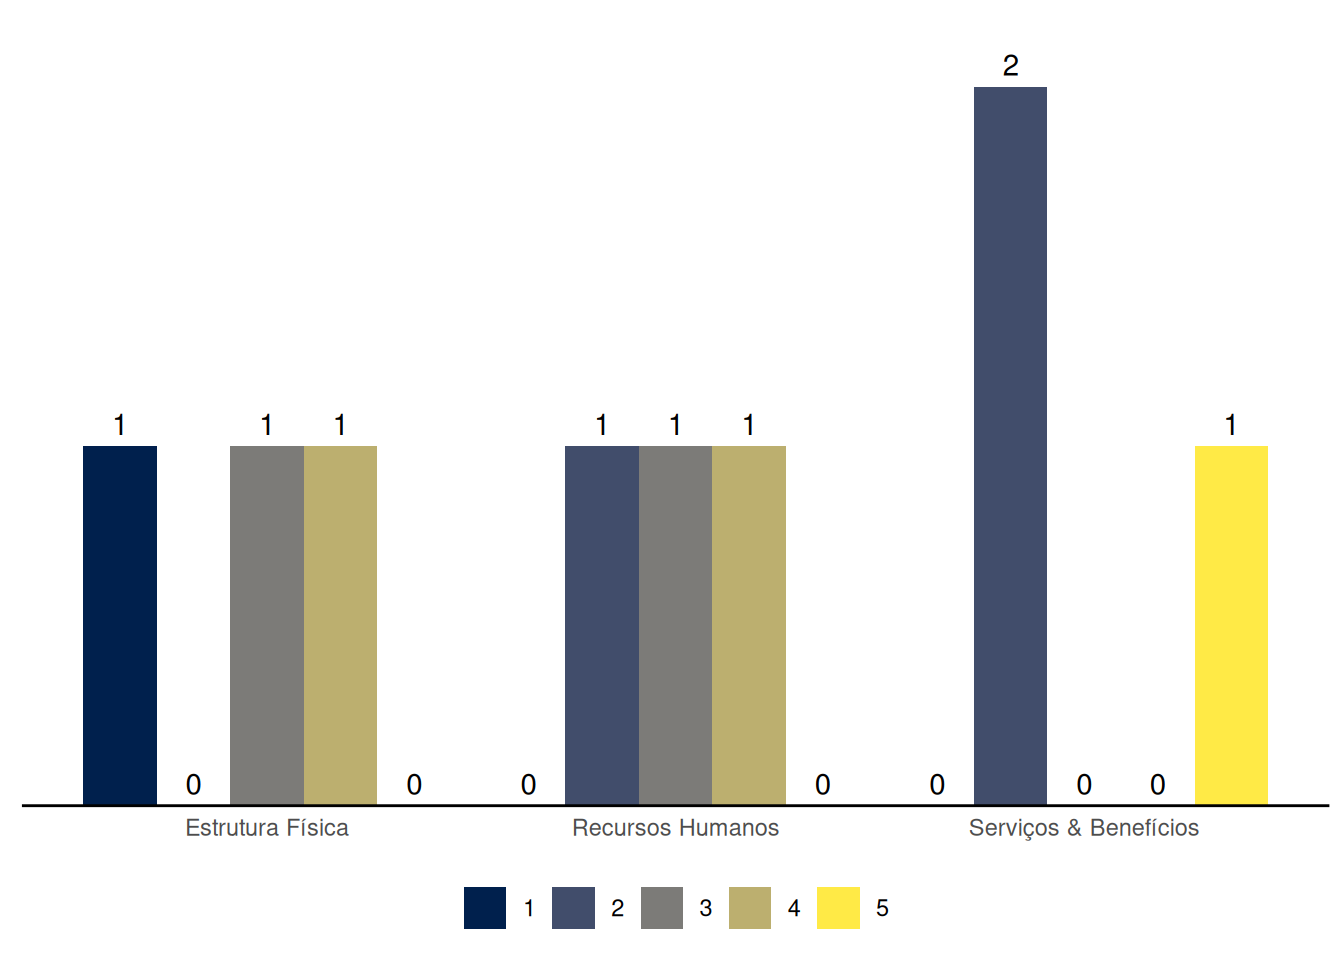 2
1 1 1 1 1 1 1
0 0 0 0 0 0 0
Estrutura Física Recursos Humanos Serviços & Benefícios
1 2 3 4 5